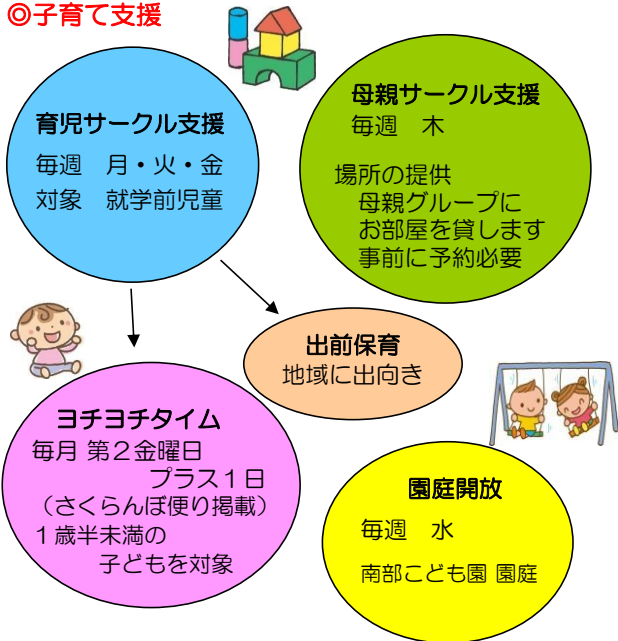 ◎子育て支援
育児サークル支援
毎週　月・火・金
対象　就学前児童
母親サークル支援
毎週　木
場所の提供
母親グループに
お部屋を貸します
事前に予約必要
出前保育
地域に出向き
ヨチヨチタイム
毎月 第２金曜日
プラス１日
（さくらんぼ便り掲載）
１歳半未満の
子どもを対象
園庭開放
毎週　水
南部こども園 園庭